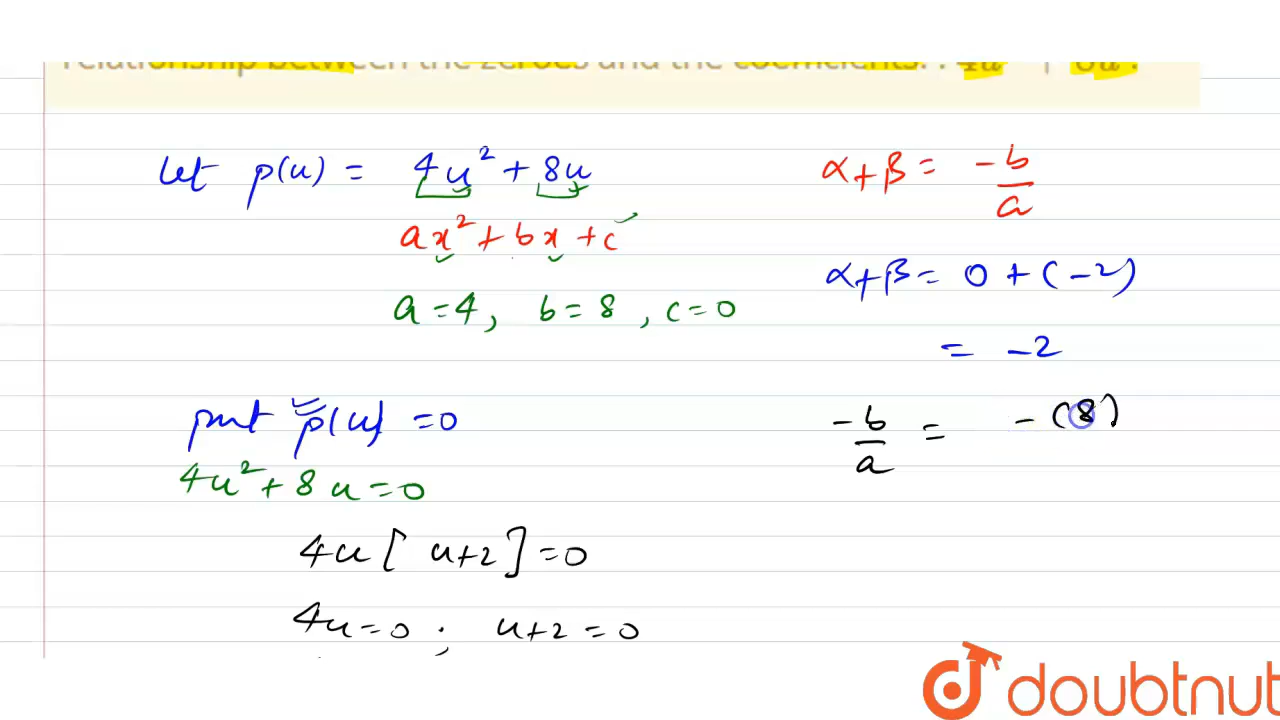 relationship between the zeroes and the coefficients. : 4u
let p(u) = 4u² + 8u
ax² + bx + c
a = 4, b = 8, c = 0
put p(u) = 0
4u² + 8u = 0
4u [ u+2 ] = 0
4u = 0 ; u+2 = 0
α+β = -b/a
α+β = 0 + (-2)
= -2
-b/a = -(8)
doubtnut